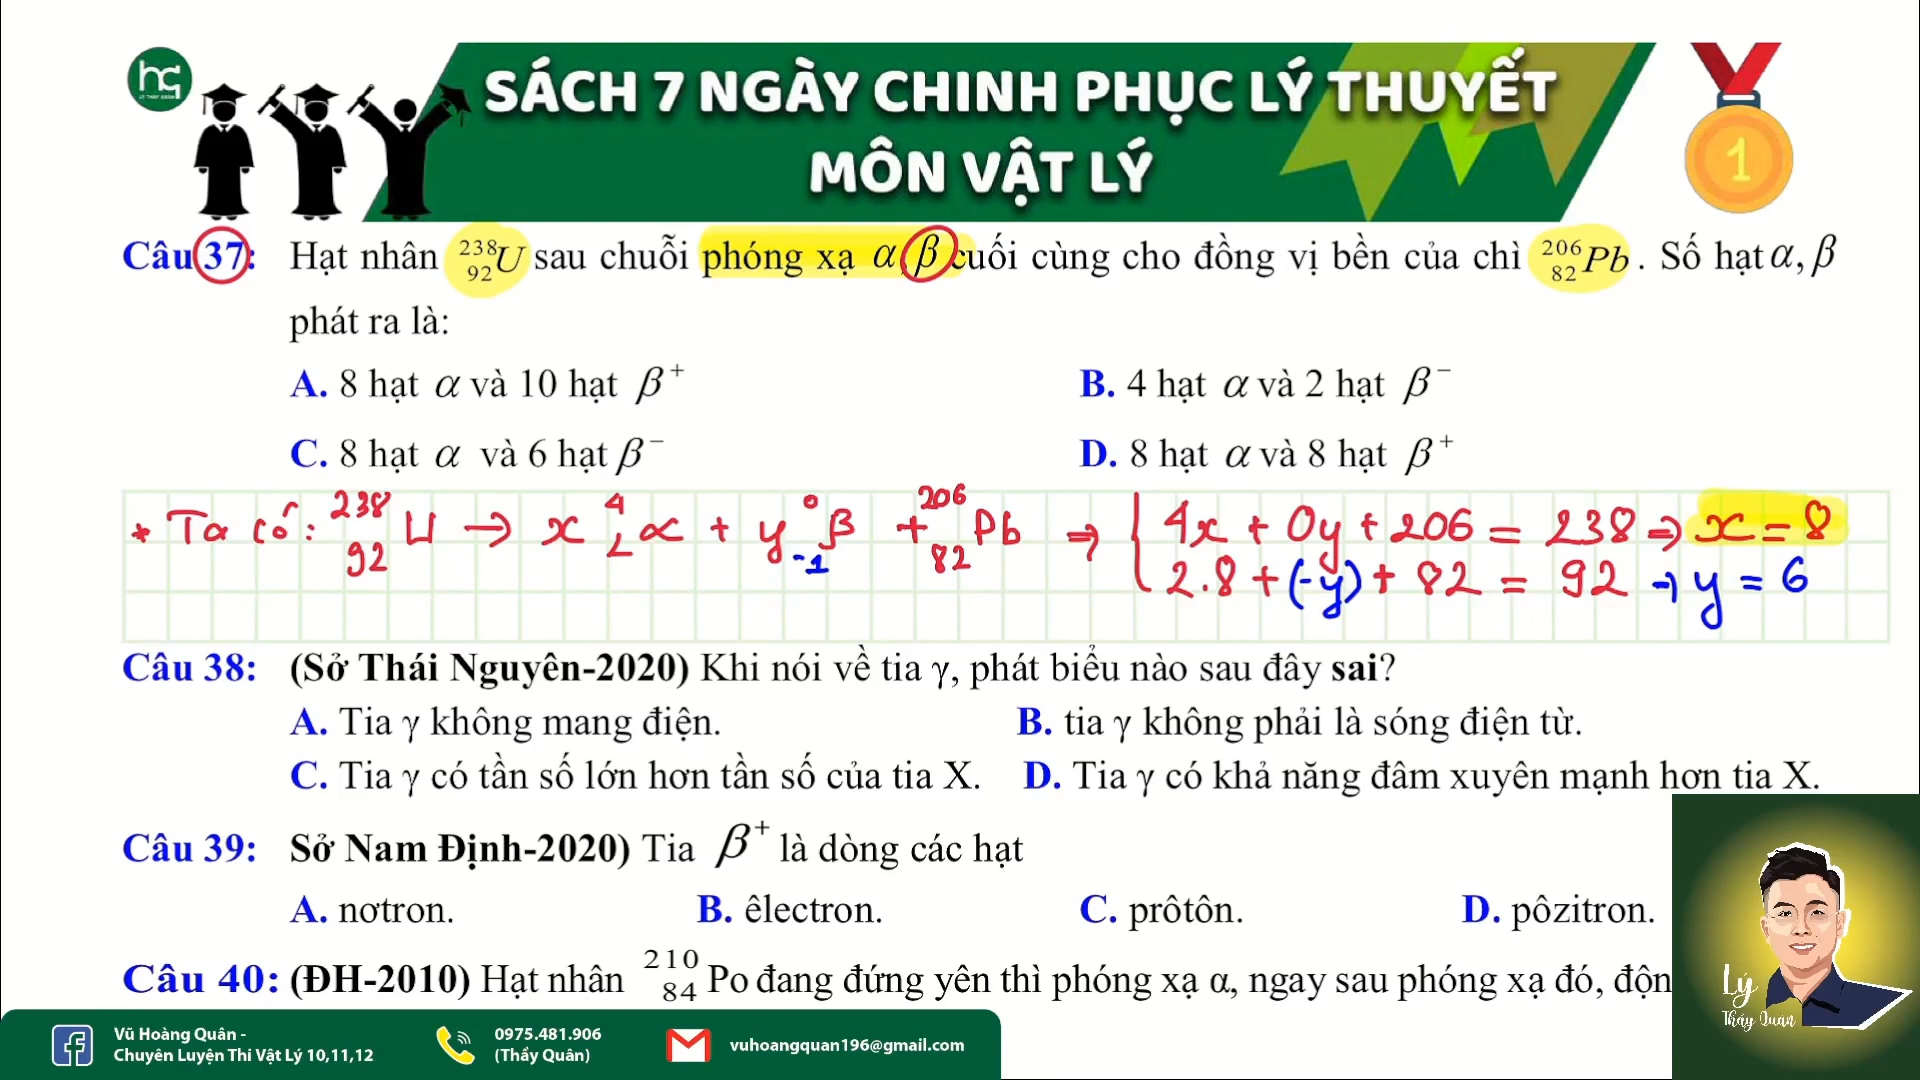 hq
LÝ THẦY QUÂN
SÁCH 7 NGÀY CHINH PHỤC LÝ THUYẾT
MÔN VẬT LÝ
1
Câu 37: Hạt nhân ²³⁸₉₂U sau chuỗi phóng xạ α, β cuối cùng cho đồng vị bền của chì ²⁰⁶₈₂Pb. Số hạt α, β
phát ra là:
A. 8 hạt α và 10 hạt β⁺ B. 4 hạt α và 2 hạt β⁻
C. 8 hạt α và 6 hạt β⁻ D. 8 hạt α và 8 hạt β⁺
* Ta có: ²³⁸₉₂U → x ⁴₂α + y ⁰₋₁β + ²⁰⁶₈₂Pb ⇒ { 4x + 0y + 206 = 238 ⇒ x = 8
2.8 + (-y) + 82 = 92 → y = 6
Câu 38: (Sở Thái Nguyên-2020) Khi nói về tia γ, phát biểu nào sau đây sai?
A. Tia γ không mang điện. B. tia γ không phải là sóng điện từ.
C. Tia γ có tần số lớn hơn tần số của tia X. D. Tia γ có khả năng đâm xuyên mạnh hơn tia X.
Câu 39: Sở Nam Định-2020) Tia β⁺ là dòng các hạt
A. nơtron. B. êlectron. C. prôtôn. D. pôzitron.
Câu 40: (ĐH-2010) Hạt nhân ²¹⁰₈₄Po đang đứng yên thì phóng xạ α, ngay sau phóng xạ đó, độn
Lý
Thầy Quân
Vũ Hoàng Quân -
Chuyên Luyện Thi Vật Lý 10,11,12
0975.481.906
(Thầy Quân)
vuhoangquan196@gmail.com